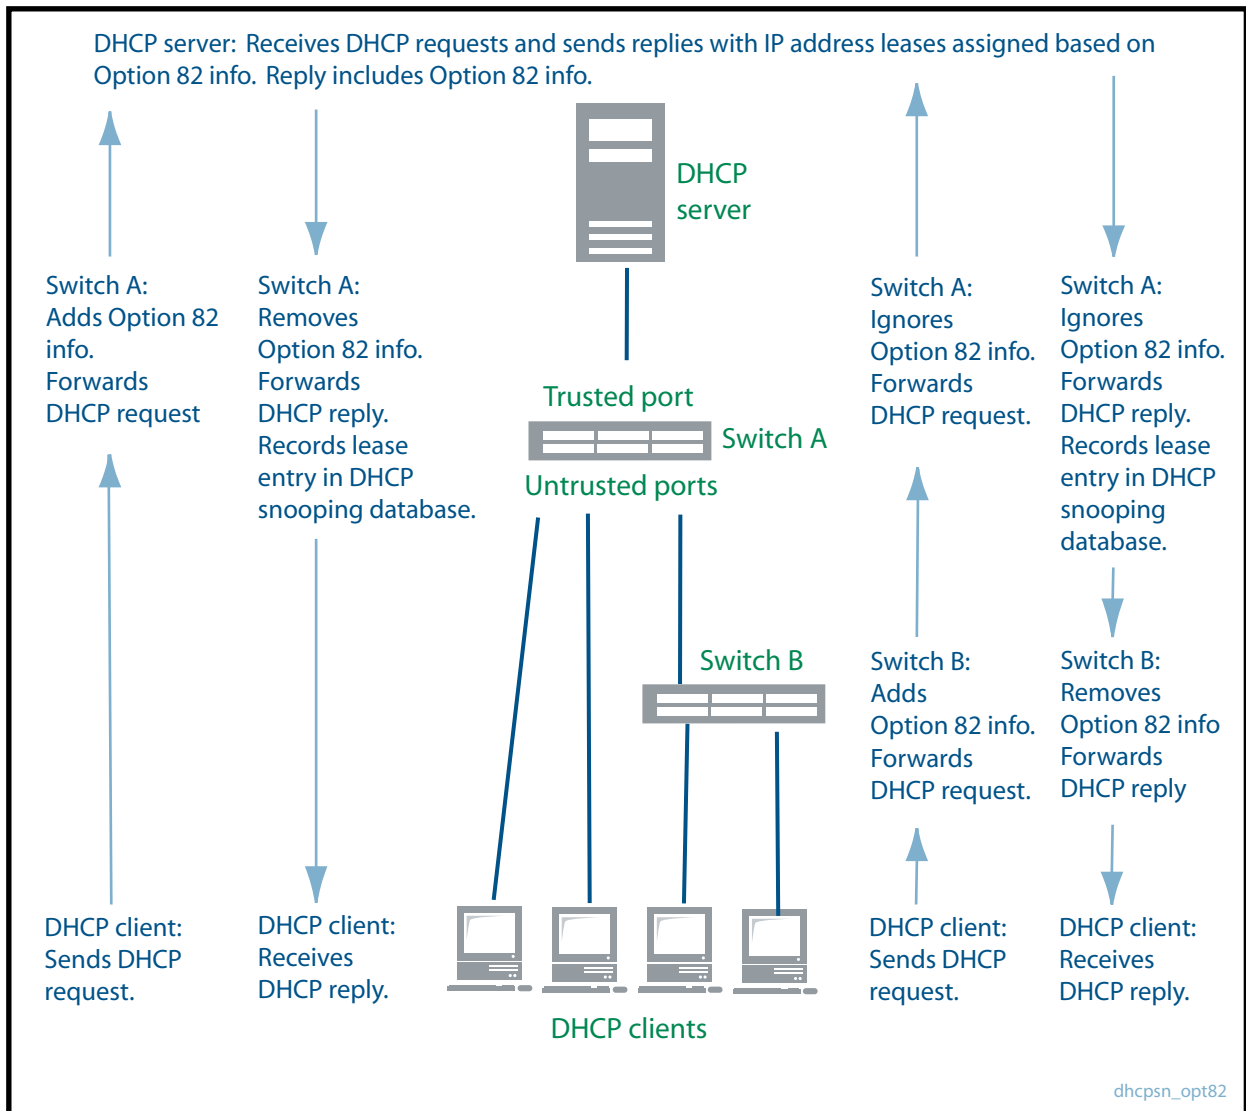 DHCP server: Receives DHCP requests and sends replies with IP address leases assigned based on
Option 82 info. Reply includes Option 82 info.
DHCP
server
Switch A:
Adds Option 82
info.
Forwards
DHCP request
Switch A:
Removes
Option 82 info.
Forwards
DHCP reply.
Records lease
entry in DHCP
snooping database.
Trusted port
Switch A
Untrusted ports
Switch A:
Ignores
Option 82 info.
Forwards
DHCP request.
Switch A:
Ignores
Option 82 info.
Forwards
DHCP reply.
Records lease
entry in DHCP
snooping
database.
Switch B
Switch B:
Adds
Option 82 info.
Forwards
DHCP request.
Switch B:
Removes
Option 82 info
Forwards
DHCP reply
DHCP client:
Sends DHCP
request.
DHCP client:
Receives
DHCP reply.
DHCP clients
DHCP client:
Sends DHCP
request.
DHCP client:
Receives
DHCP reply.
dhcpsn_opt82